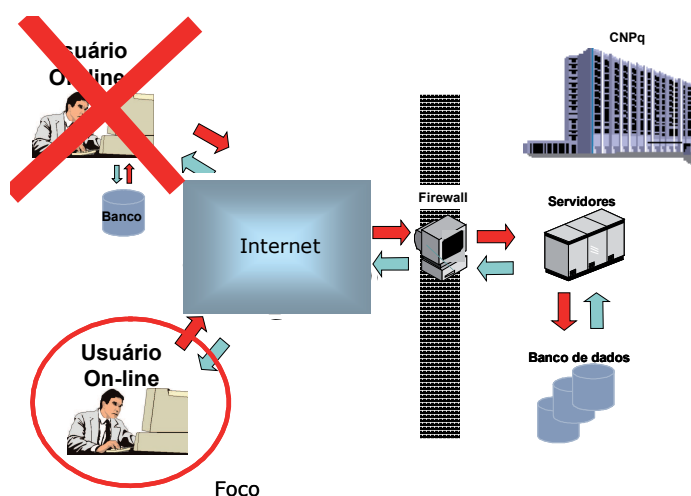 Usuário
On-line
Banco
Internet
Firewall
CNPq
Servidores
Banco de dados
Usuário
On-line
Foco